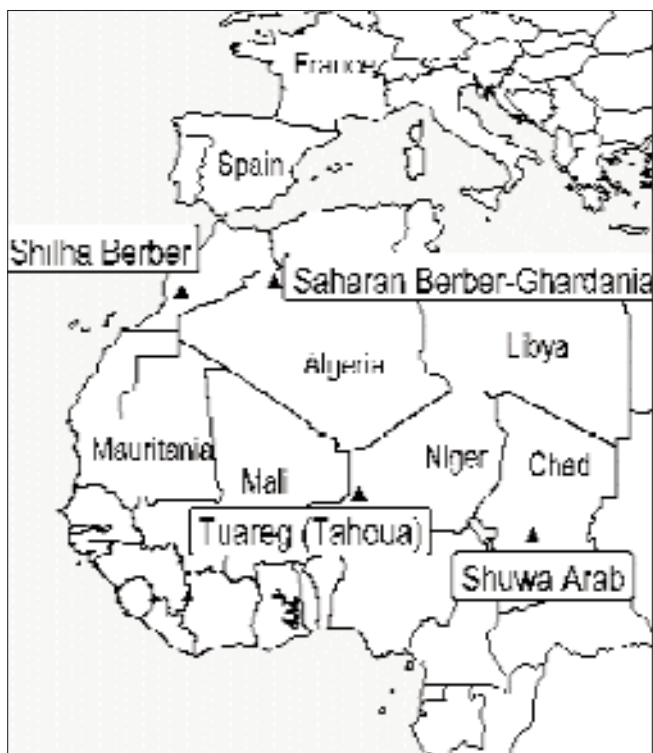 France
Spain
Shilha Berber
Saharan Berber-Ghardania
Libya
Algeria
Mauritania
Mali
Niger
Chad
Tuareg (Tahoua)
Shuwa Arab